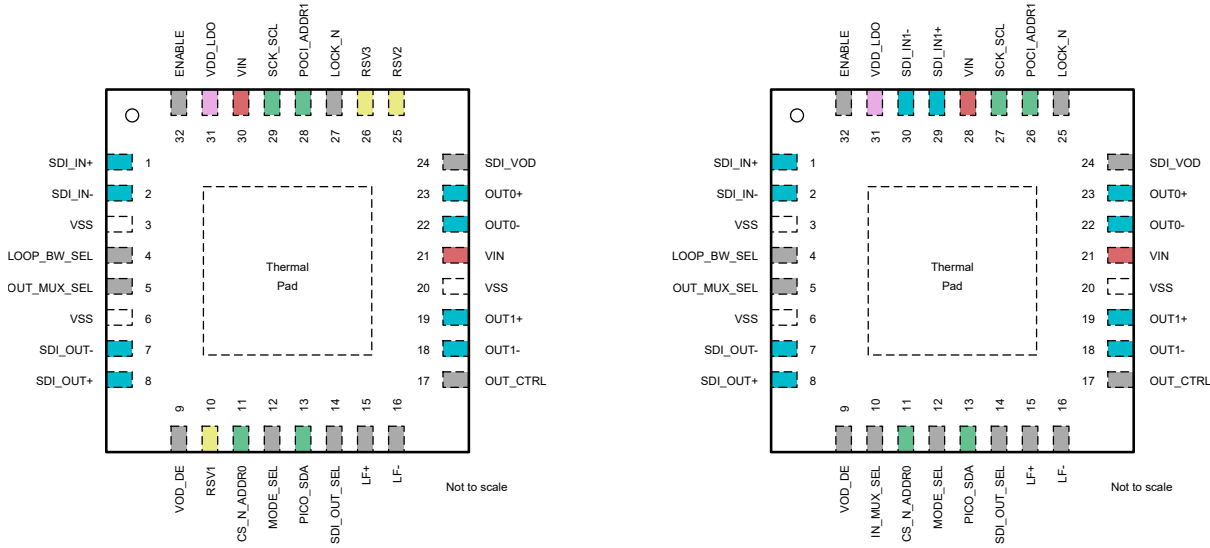 ENABLE
VDD_LDO
VIN
SCK_SCL
POCI_ADDR1
LOCK_N
RSV3
RSV2
32
31
30
29
28
27
26
25
SDI_IN+ 1
SDI_IN- 2
VSS 3
LOOP_BW_SEL 4
OUT_MUX_SEL 5
VSS 6
SDI_OUT- 7
SDI_OUT+ 8
Thermal
Pad
24 SDI_VOD
23 OUT0+
22 OUT0-
21 VIN
20 VSS
19 OUT1+
18 OUT1-
17 OUT_CTRL
9
10
11
12
13
14
15
16
VOD_DE
RSV1
CS_N_ADDR0
MODE_SEL
PICO_SDA
SDI_OUT_SEL
LF+
LF-
Not to scale
ENABLE
VDD_LDO
SDI_IN1-
SDI_IN1+
VIN
SCK_SCL
POCI_ADDR1
LOCK_N
32
31
30
29
28
27
26
25
SDI_IN+ 1
SDI_IN- 2
VSS 3
LOOP_BW_SEL 4
OUT_MUX_SEL 5
VSS 6
SDI_OUT- 7
SDI_OUT+ 8
Thermal
Pad
24 SDI_VOD
23 OUT0+
22 OUT0-
21 VIN
20 VSS
19 OUT1+
18 OUT1-
17 OUT_CTRL
9
10
11
12
13
14
15
16
VOD_DE
IN_MUX_SEL
CS_N_ADDR0
MODE_SEL
PICO_SDA
SDI_OUT_SEL
LF+
LF-
Not to scale